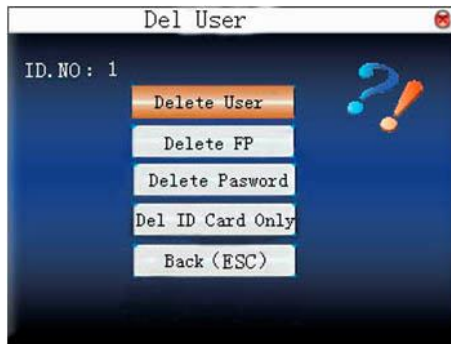 Del User
ID.NO: 1
Delete User
Delete FP
Delete Pasword
Del ID Card Only
Back (ESC)